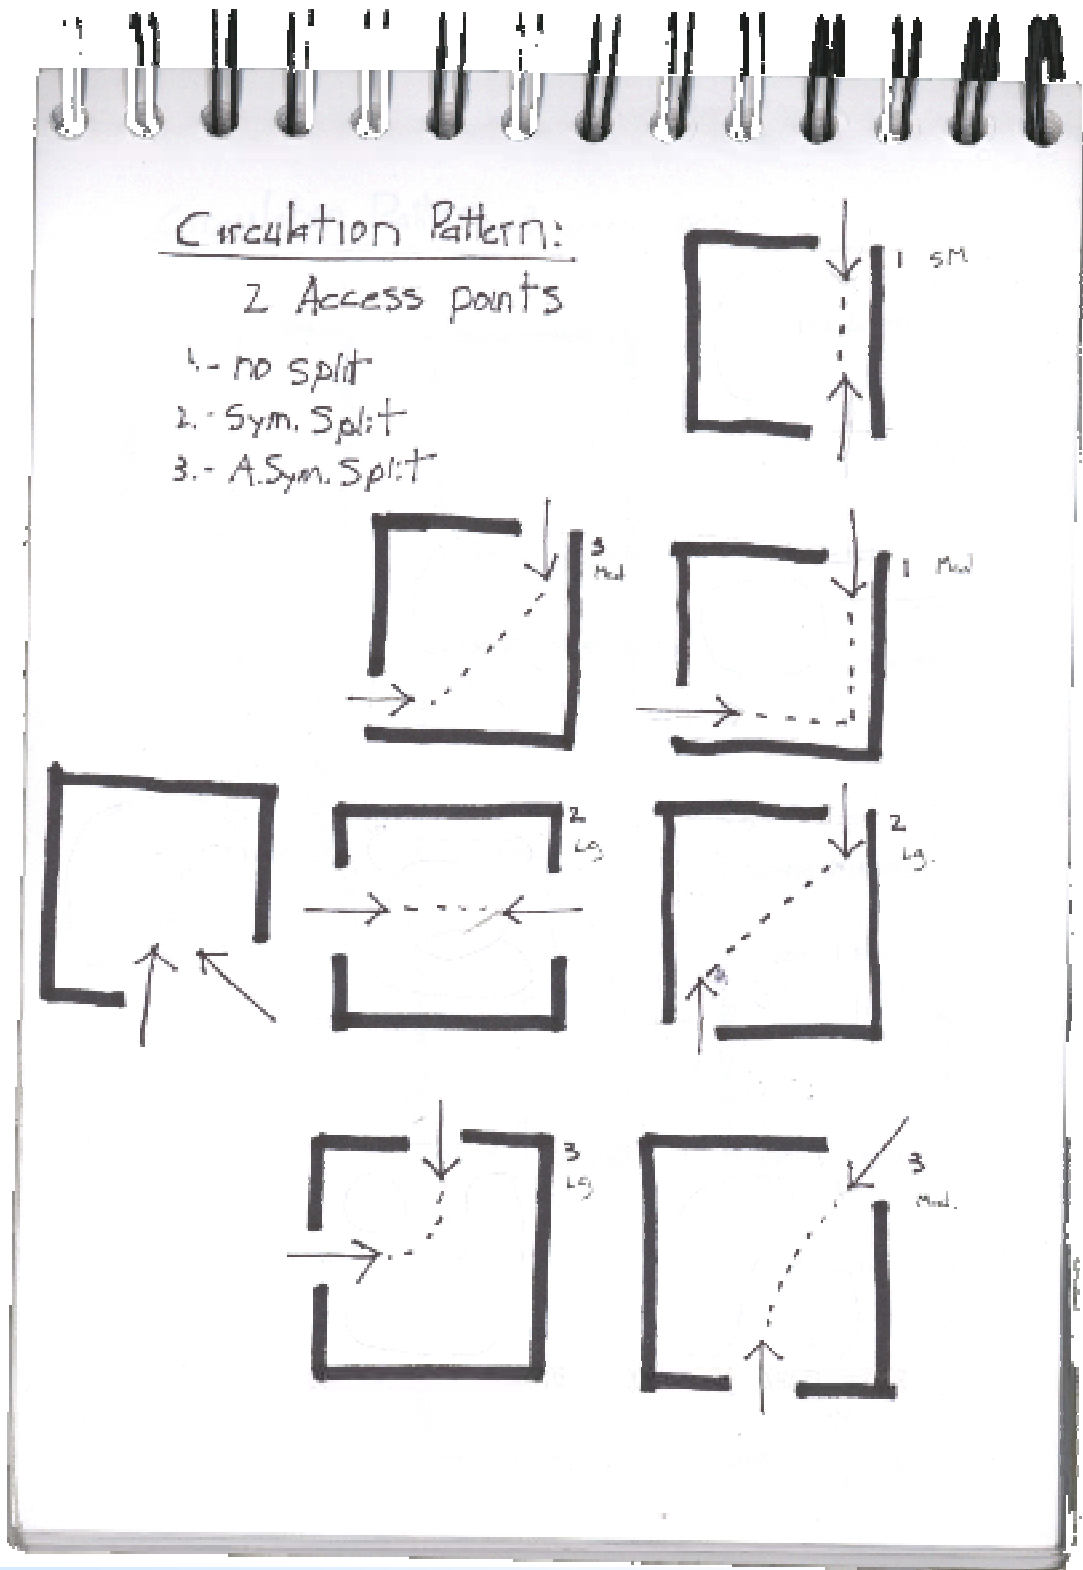 Circulation Pattern:
2 Access points
1.- no split
2.- Sym. Split
3.- A.Sym. Split
1 SM
3
Med
1 Med
2
Lg
2
Lg.
3
Lg
3
Med.